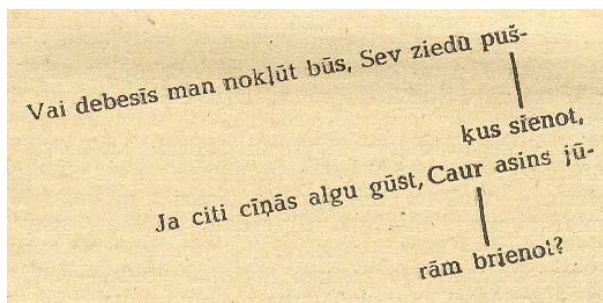 Vai debesīs man nokļūt būs, Sev ziedu puš-
ķus sienot,
Ja citi cīņās algu gūst, Caur asins jū-
rām brienot?